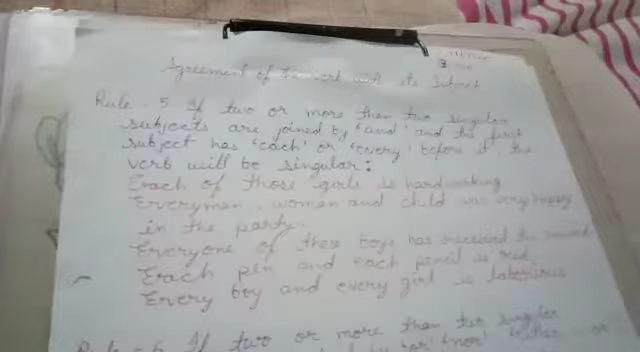 Agreement of the verb with its Subject
Rule - 5 If two or more than two singular
subjects are joined by 'and' and the first
subject has 'each' or 'every' before it, the
verb will be singular:
Each of those girls is hardworking
Everyman, woman and child was very happy
in the party.
Everyone of these boys has received the
Each pen and each pencil is red.
Every boy and every girl is laborious
Rule - 6 If two or more than two singular